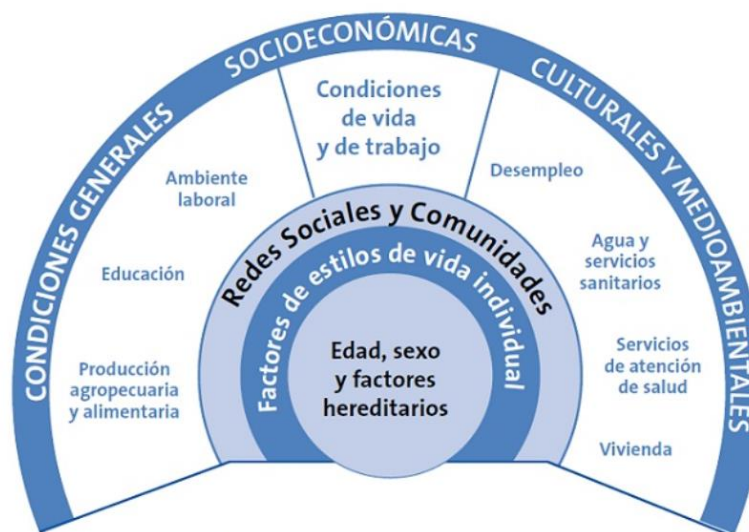 CONDICIONES GENERALES SOCIOECONÓMICAS CULTURALES Y MEDIOAMBIENTALES
Condiciones
de vida
y de trabajo
Ambiente
laboral
Educación
Producción
agropecuaria
y alimentaria
Desempleo
Agua y
servicios
sanitarios
Servicios
de atención
de salud
Vivienda
Redes Sociales y Comunidades
Factores de estilos de vida individual
Edad, sexo
y factores
hereditarios